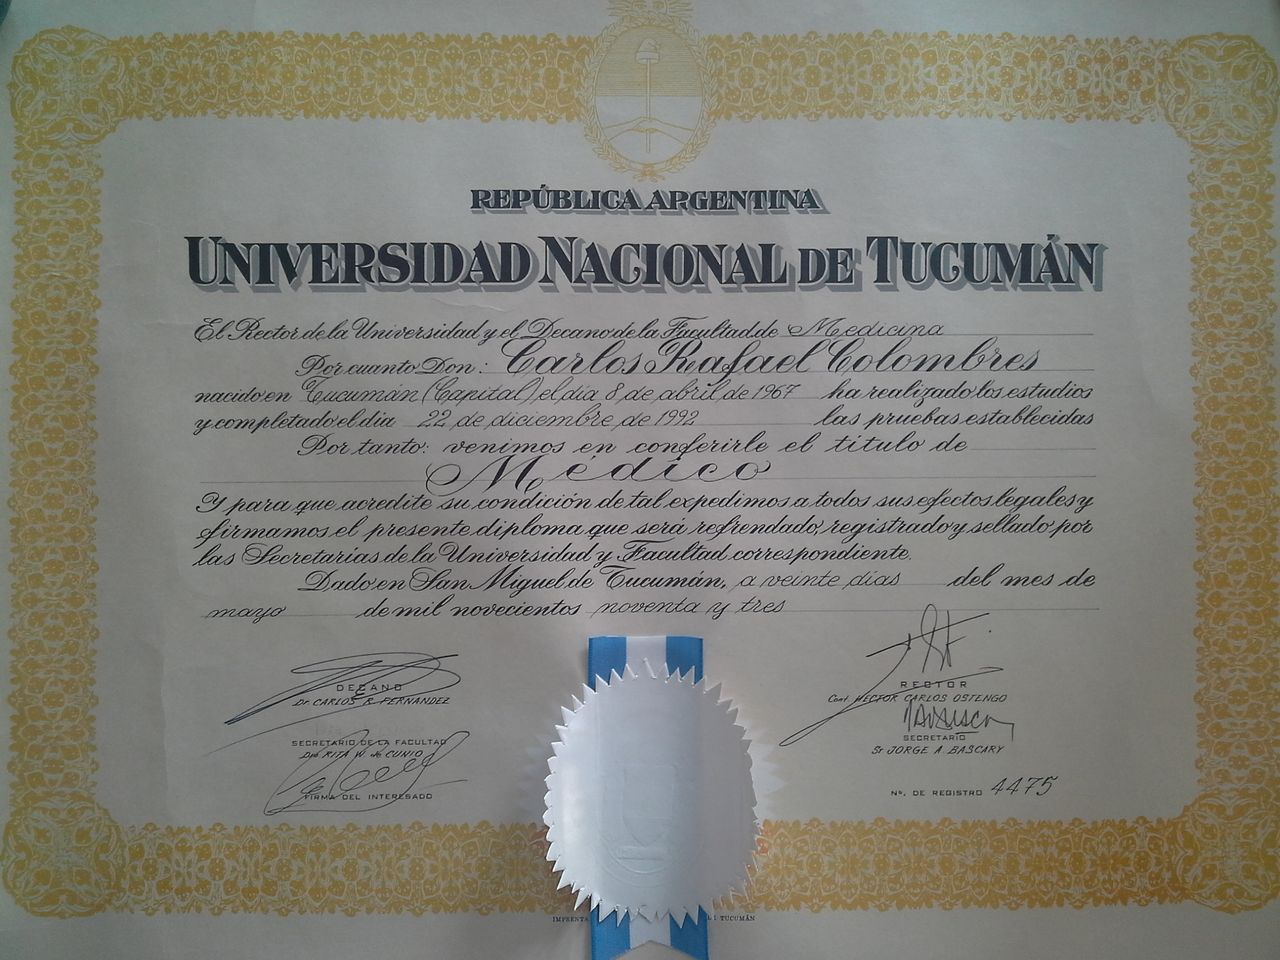 REPÚBLICA ARGENTINA
UNIVERSIDAD NACIONAL DE TUCUMÁN
El Rector de la Universidad y el Decano de la Facultad de Medicina
Por cuanto Don: Carlos Rafael Colombres
nacido en Tucumán (Capital) el día 8 de abril de 1967 ha realizado los estudios
y completado el día 22 de diciembre de 1992 las pruebas establecidas
Por tanto: venimos en conferirle el título de
Médico
Y para que acredite su condición de tal expedimos a todos sus efectos legales y
firmamos el presente diploma que será refrendado, registrado y sellado por
las Secretarias de la Universidad y Facultad correspondiente.
Dado en San Miguel de Tucumán, a veinte días del mes de
mayo de mil novecientos noventa y tres
DECANO
Dr. CARLOS R. FERNANDEZ
SECRETARIO DE LA FACULTAD
RITA W. de CUNIO
FIRMA DEL INTERESADO
RECTOR
Cont. HECTOR CARLOS OSTENGO
SECRETARIO
Sr JORGE A. BASCARY
Nº. DE REGISTRO 4475
IMPRENTA TUCUMÁN